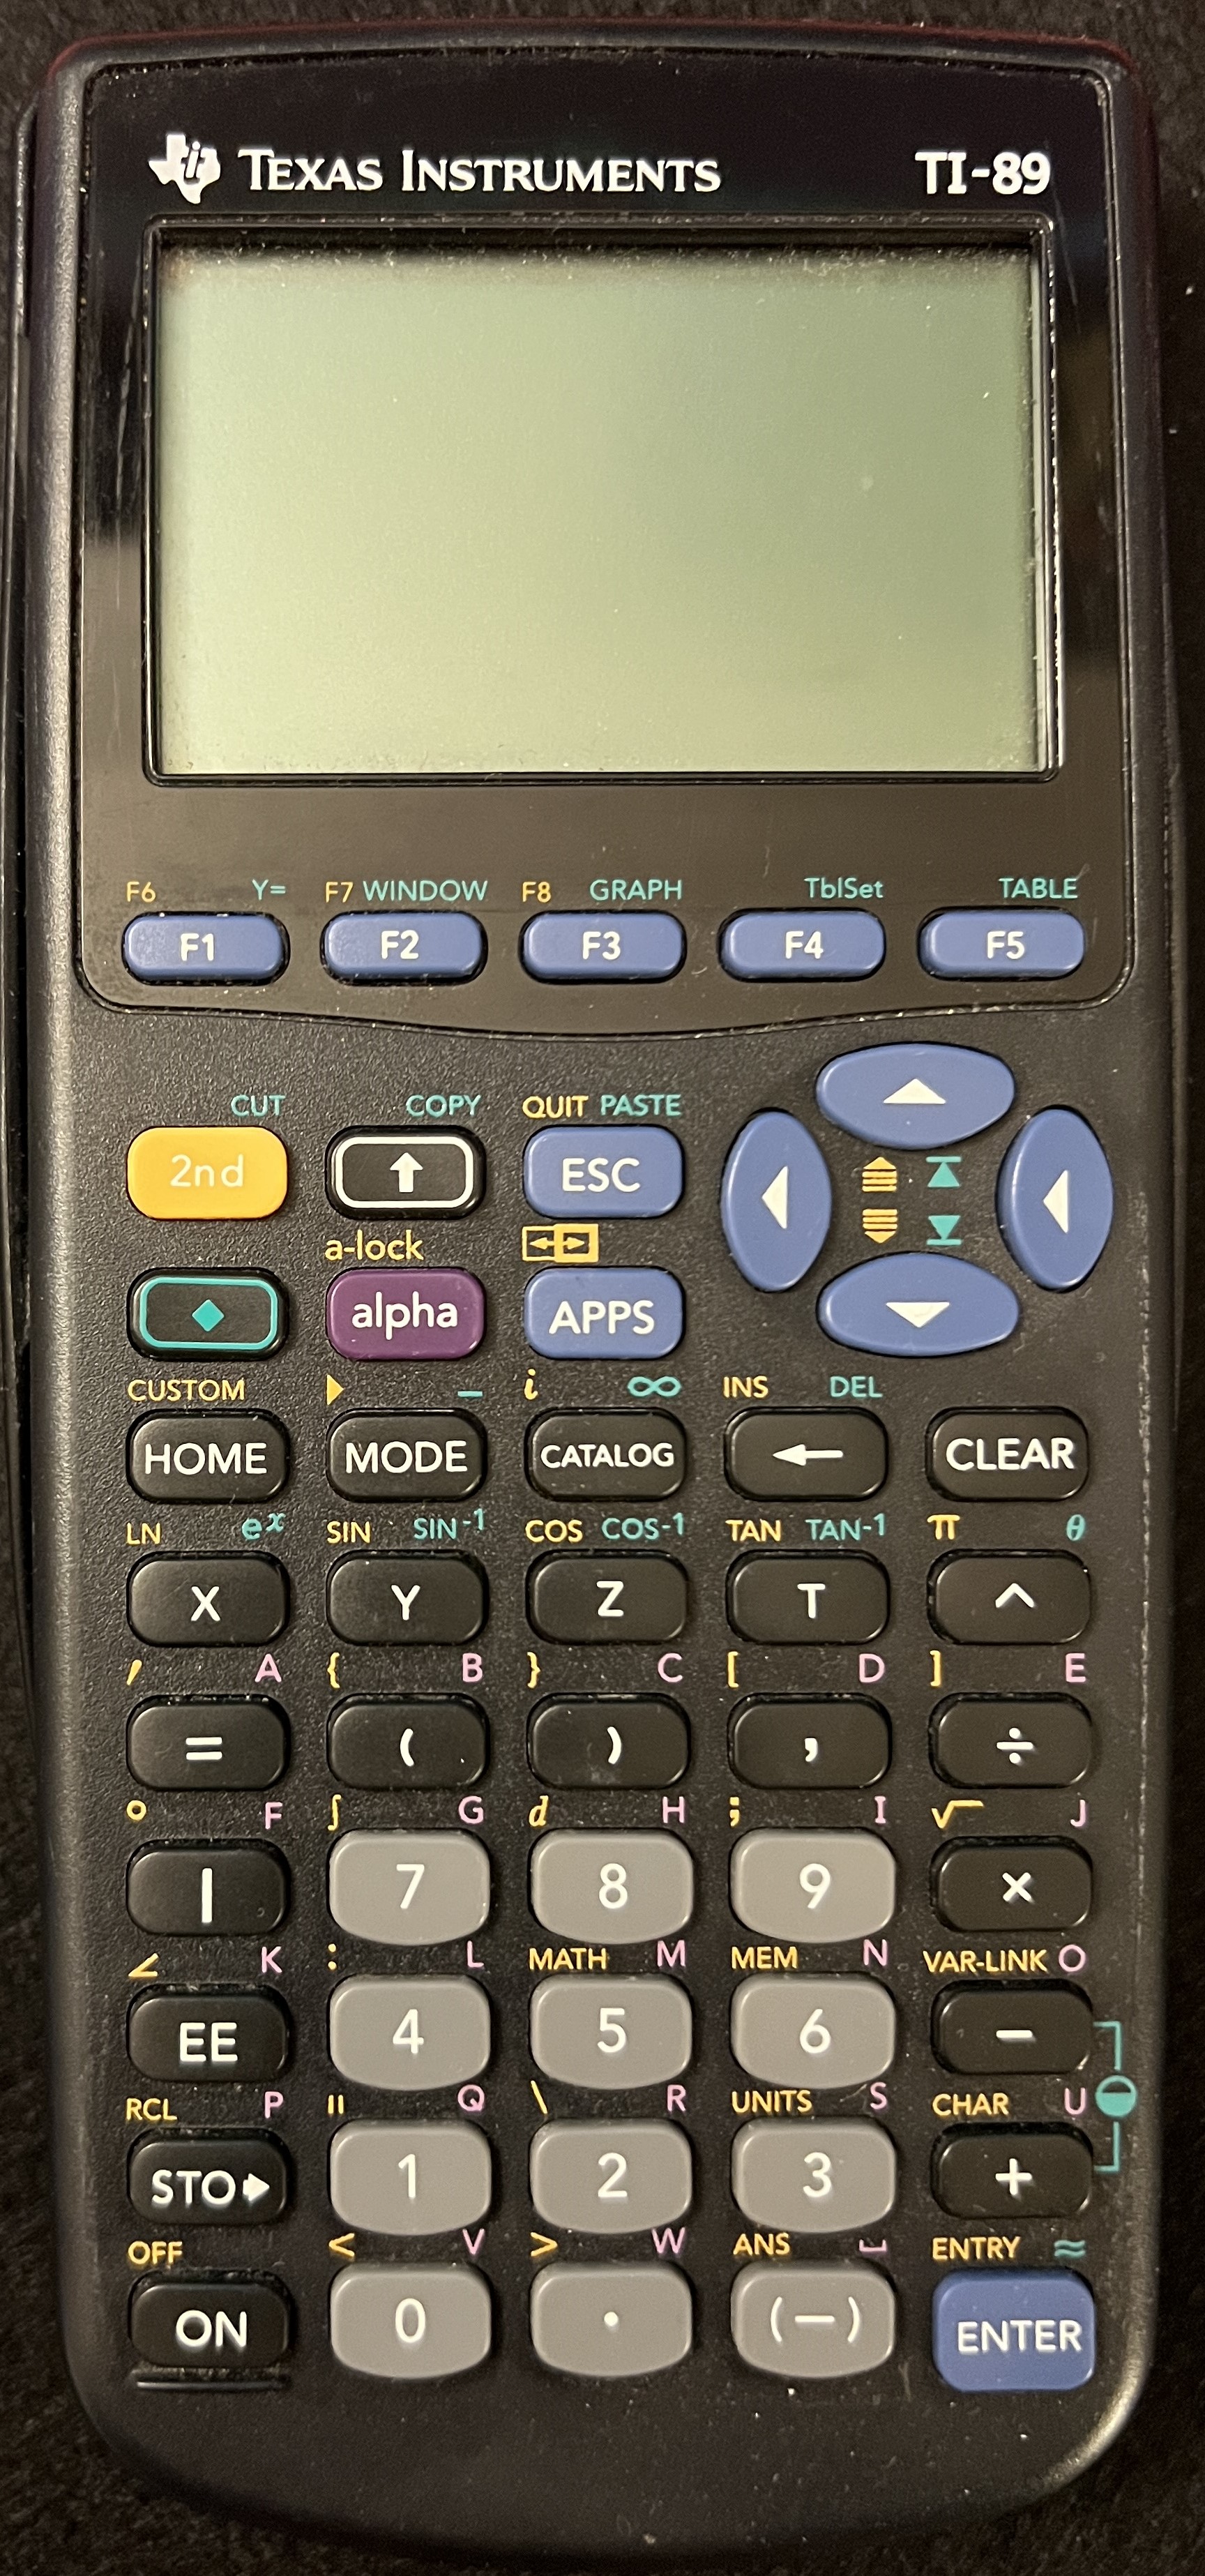 TEXAS INSTRUMENTS TI-89
F6 Y= F7 WINDOW F8 GRAPH TblSet TABLE
F1 F2 F3 F4 F5
CUT COPY QUIT PASTE
2nd ESC
a-lock
alpha APPS
CUSTOM i ∞ INS DEL
HOME MODE CATALOG ← CLEAR
LN eˣ SIN SIN-1 COS COS-1 TAN TAN-1 π θ
X Y Z T ^
′ A { B } C [ D ] E
= ( ) , ÷
° F ∫ G d H ; I √ J
| 7 8 9 ×
∠ K : L MATH M MEM N VAR-LINK O
EE 4 5 6 −
RCL P " Q \ R UNITS S CHAR U
STO▶ 1 2 3 +
OFF < V > W ANS ⎵ ENTRY ≈
ON 0 . (−) ENTER